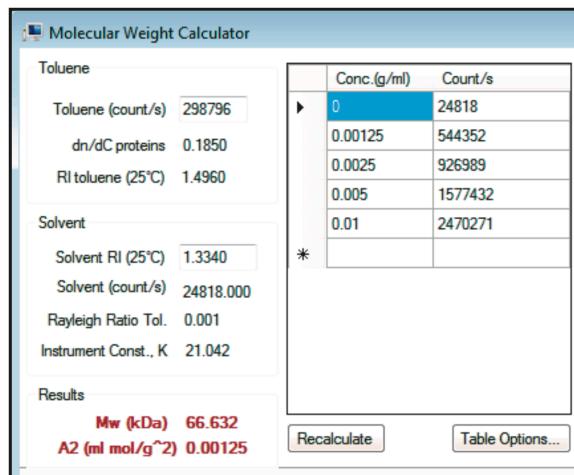 Molecular Weight Calculator
Toluene
Toluene (count/s) 298796
dn/dC proteins 0.1850
RI toluene (25°C) 1.4960
Solvent
Solvent RI (25°C) 1.3340
Solvent (count/s) 24818.000
Rayleigh Ratio Tol. 0.001
Instrument Const., K 21.042
Results
Mw (kDa) 66.632
A2 (ml mol/g^2) 0.00125
Conc.(g/ml) Count/s
0 24818
0.00125 544352
0.0025 926989
0.005 1577432
0.01 2470271
Recalculate Table Options...